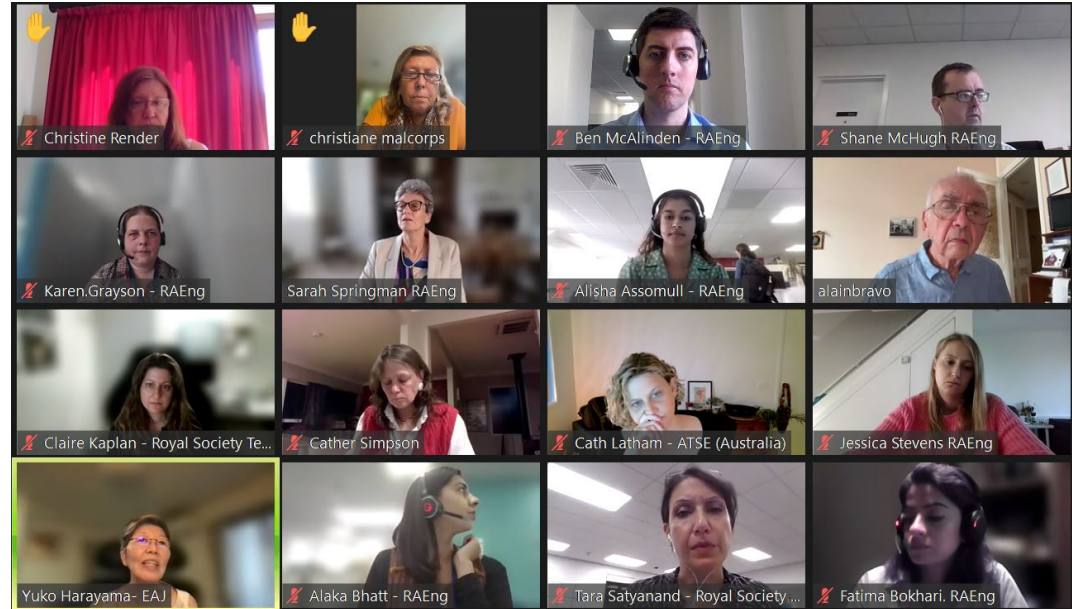 Christine Render
christiane malcorps
Ben McAlinden - RAEng
Shane McHugh RAEng
Karen.Grayson - RAEng
Sarah Springman RAEng
Alisha Assomull - RAEng
alainbravo
Claire Kaplan - Royal Society Te...
Cather Simpson
Cath Latham - ATSE (Australia)
Jessica Stevens RAEng
Yuko Harayama- EAJ
Alaka Bhatt - RAEng
Tara Satyanand - Royal Society ...
Fatima Bokhari. RAEng